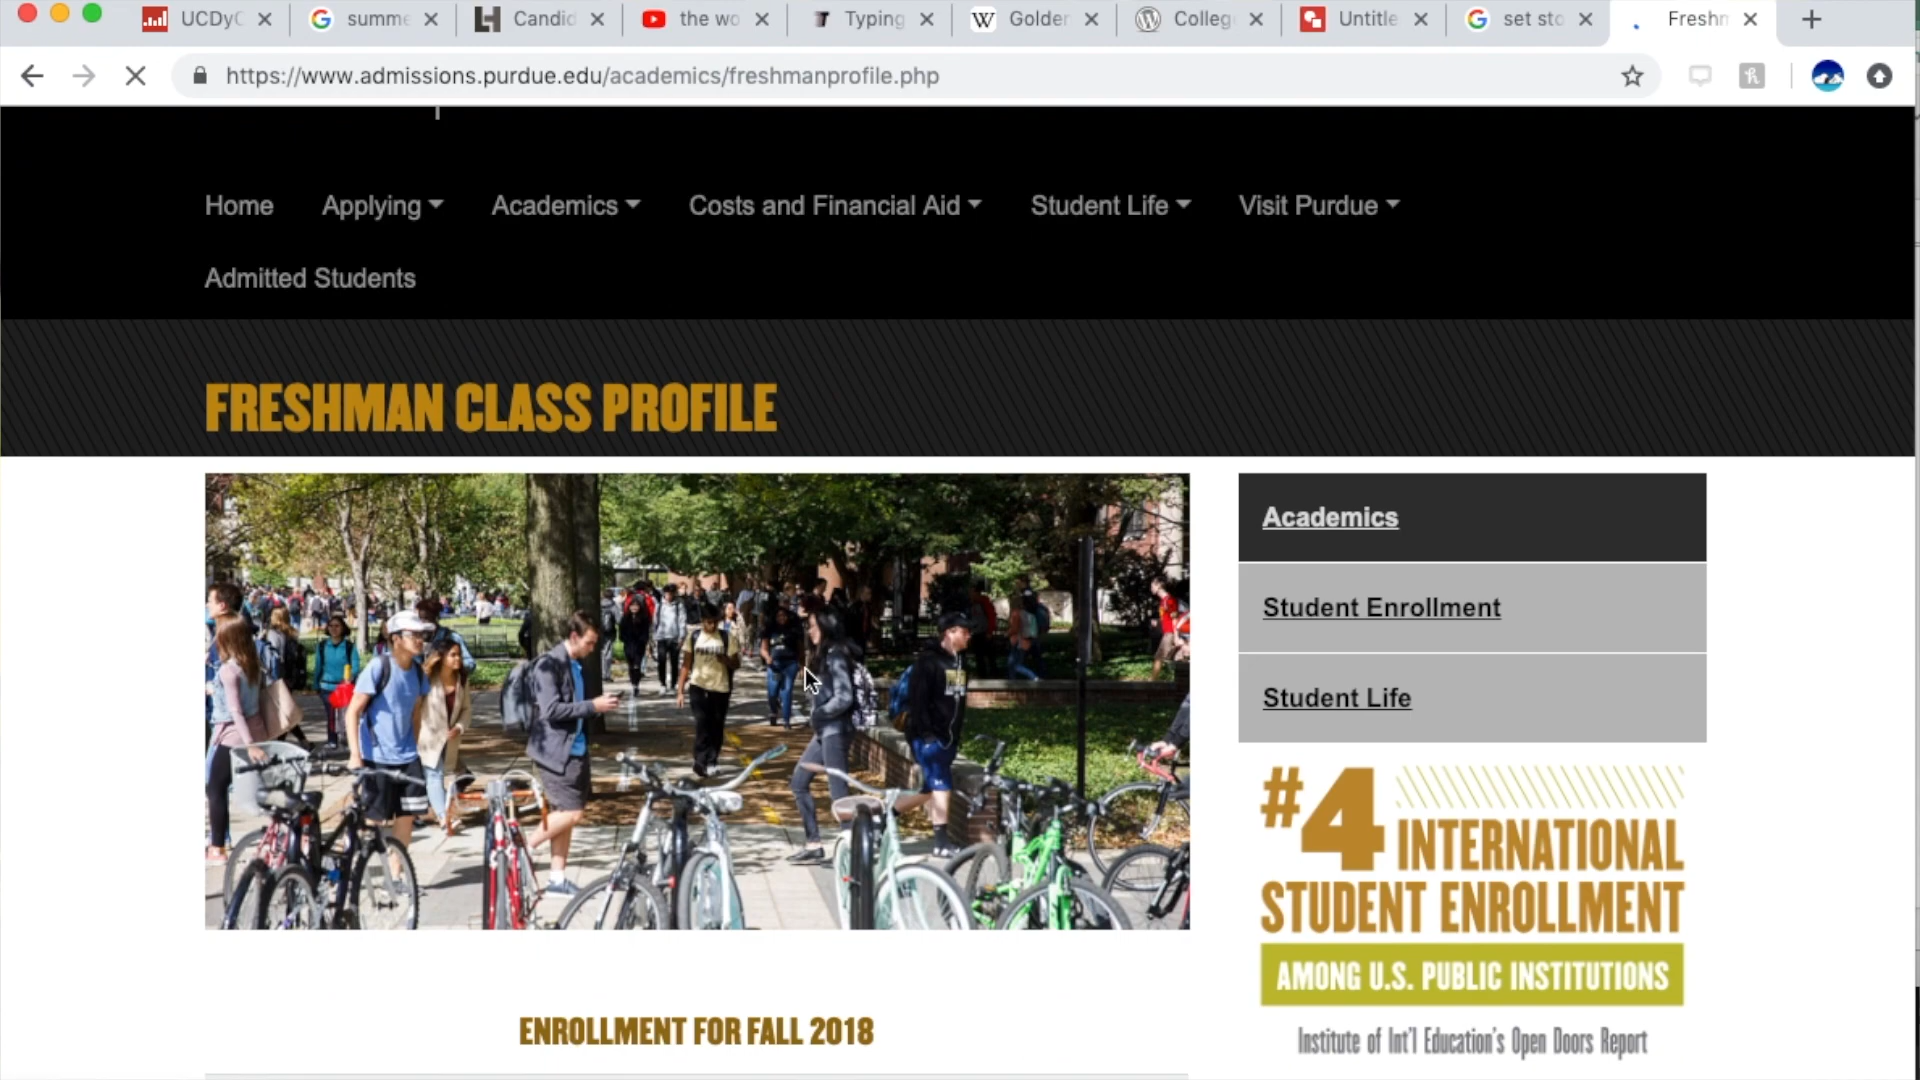 UCDyC
summe
Candid
the wo
Typing
Golden
College
Untitle
set sto
Freshm
https://www.admissions.purdue.edu/academics/freshmanprofile.php
Home Applying Academics Costs and Financial Aid Student Life Visit Purdue
Admitted Students
FRESHMAN CLASS PROFILE
Academics
Student Enrollment
Student Life
#4 INTERNATIONAL
STUDENT ENROLLMENT
AMONG U.S. PUBLIC INSTITUTIONS
Institute of Int'l Education's Open Doors Report
ENROLLMENT FOR FALL 2018